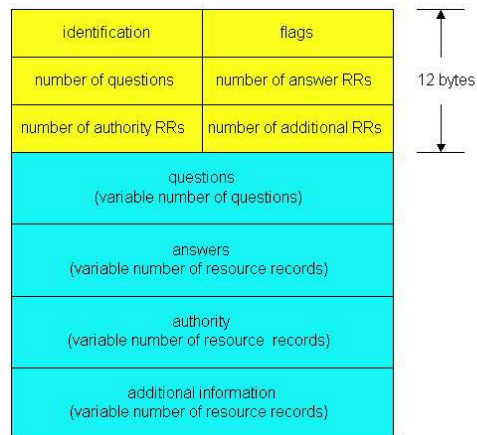 identification
flags
12 bytes
number of questions
number of answer RRs
number of authority RRs
number of additional RRs
questions
(variable number of questions)
answers
(variable number of resource records)
authority
(variable number of resource records)
additional information
(variable number of resource records)